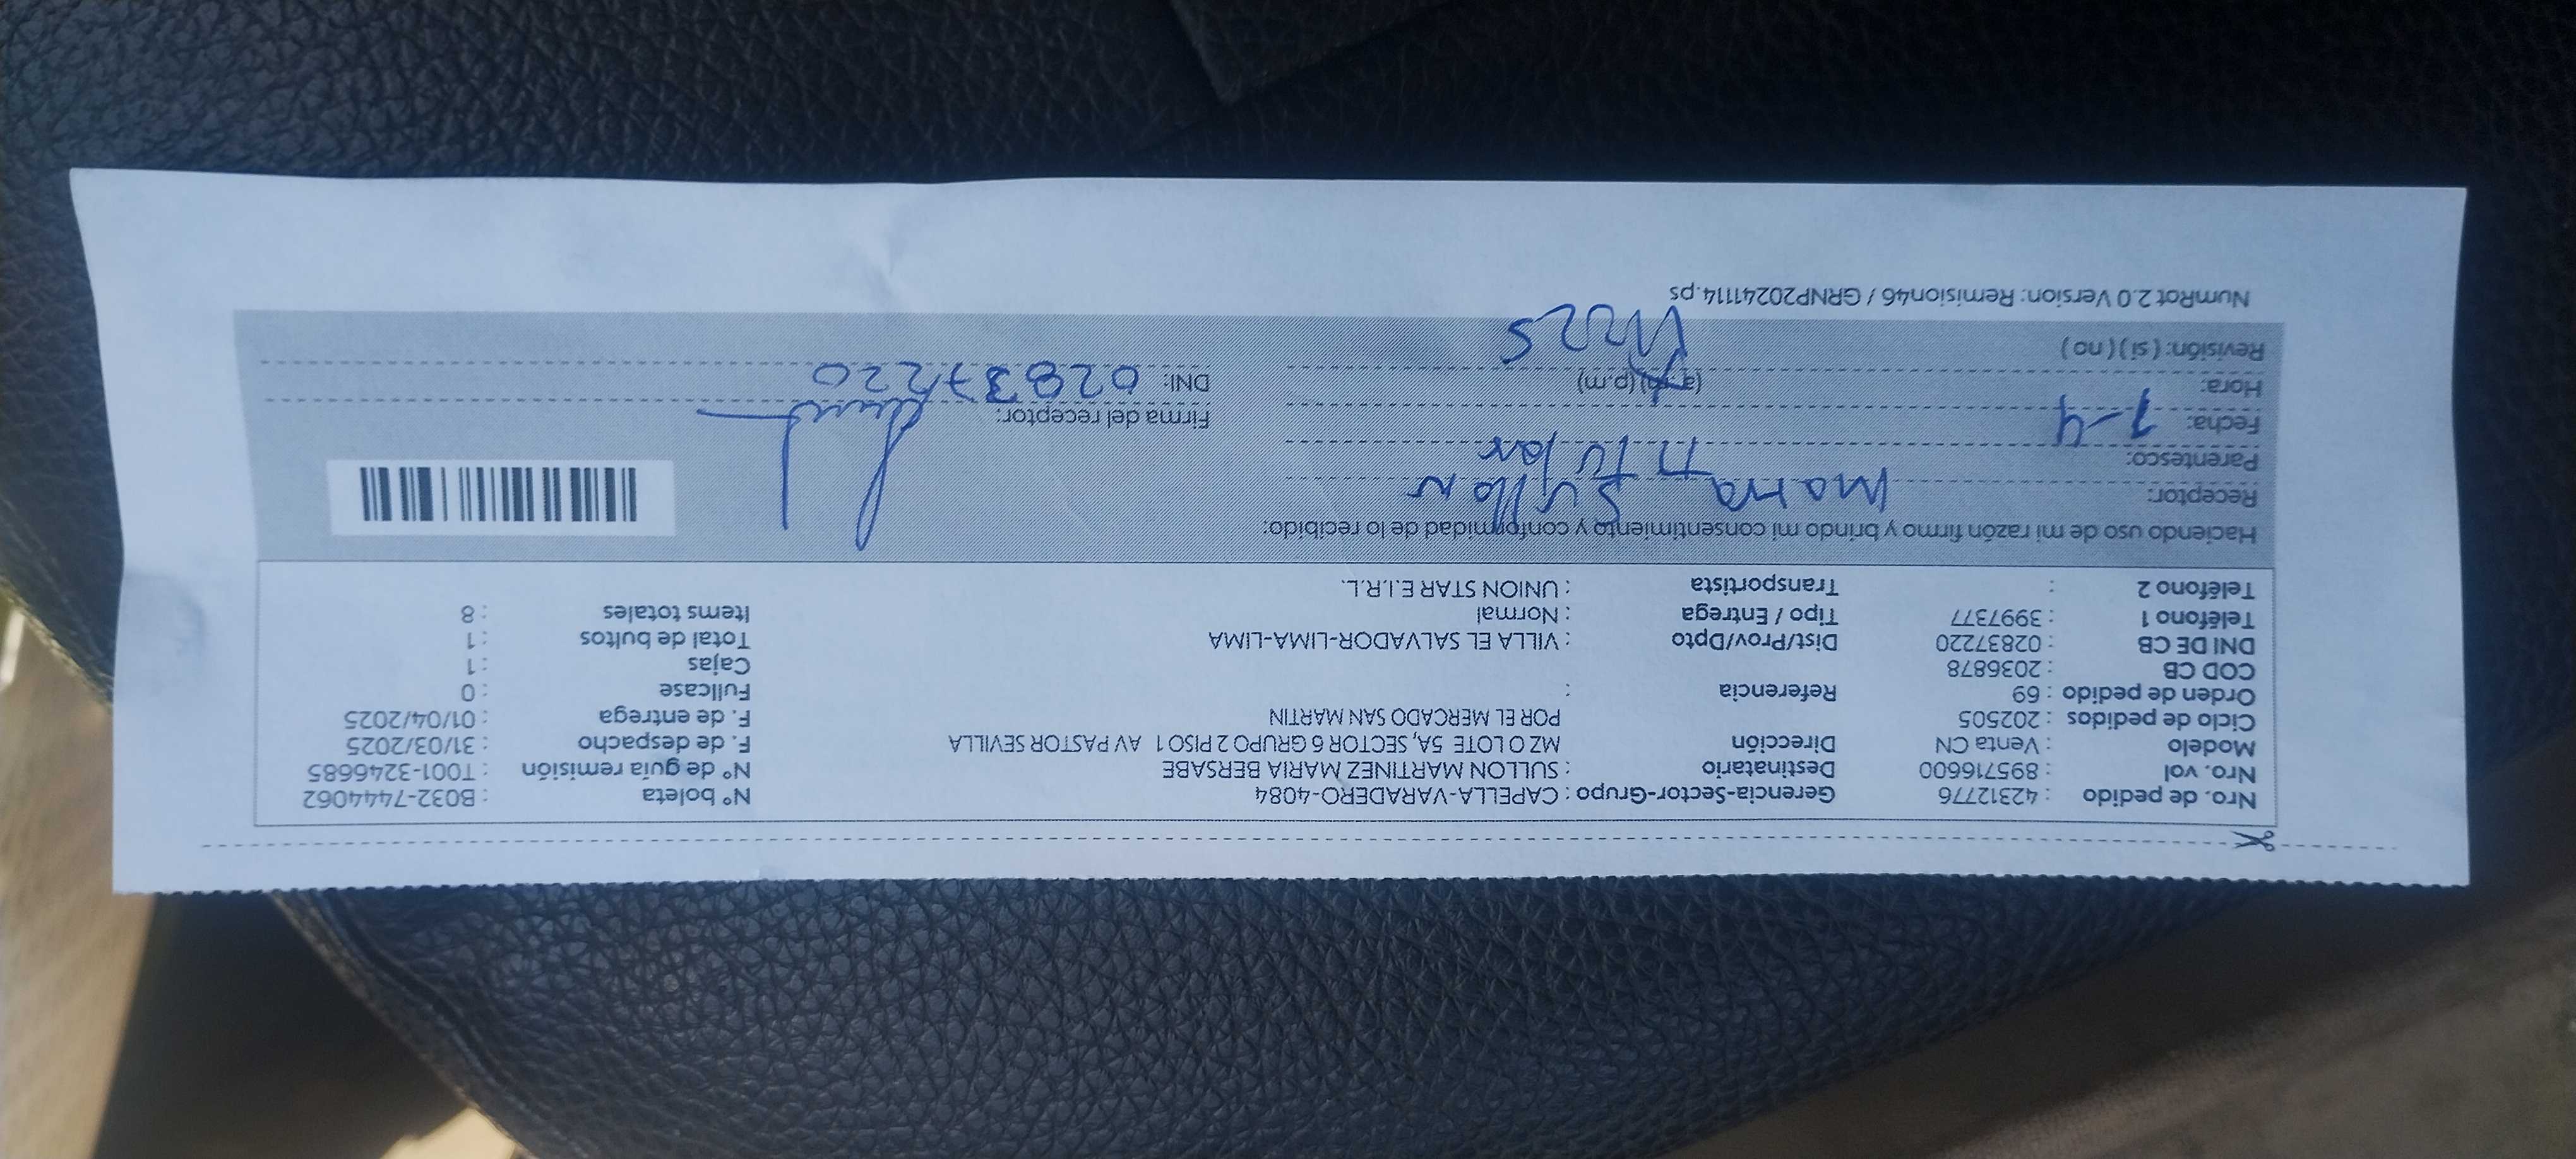 Nro. de pedido : 42312776 Gerencia-Sector-Grupo : CAPELLA-VARADERO-4084 N° boleta : B032-7444062
Nro. vol : 895716600 Destinatario : SULLON MARTINEZ MARIA BERSABE N° de guía remisión : T001-3246685
Modelo : Venta CN Dirección MZ O LOTE 5A, SECTOR 6 GRUPO 2 PISO 1 AV PASTOR SEVILLA F. de despacho : 31/03/2025
Ciclo de pedidos : 202505 POR EL MERCADO SAN MARTIN F. de entrega : 01/04/2025
Orden de pedido : 69 Referencia : Fullcase : 0
COD CB : 2036878 Cajas : 1
DNI DE CB : 02837220 Dist/Prov/Dpto : VILLA EL SALVADOR-LIMA-LIMA Total de bultos : 1
Teléfono 1 : 3997377 Tipo / Entrega : Normal Items totales : 8
Teléfono 2 : Transportista : UNION STAR E.I.R.L.
Haciendo uso de mi razón firmo y brindo mi consentimiento y conformidad de lo recibido:
Receptor: Maria Sullon
Parentesco: Titular
Fecha: 1-4 Firma del receptor:
Hora: (a.m) (p.m) DNI: 02837220
Revisión: ( si ) ( no )
NumRot 2.0 Version: Remision46 / GRNP20241114.ps